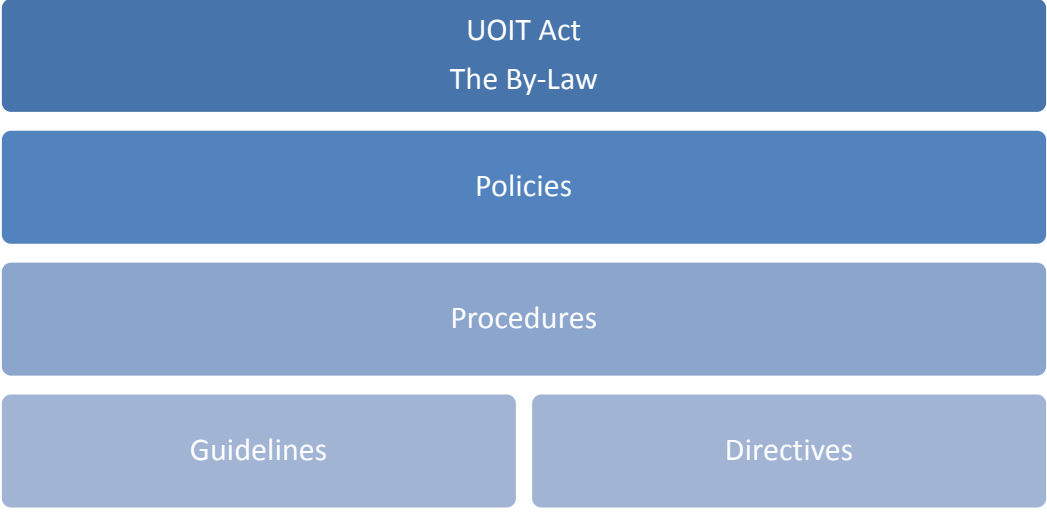 UOIT Act
The By-Law
Policies
Procedures
Guidelines
Directives